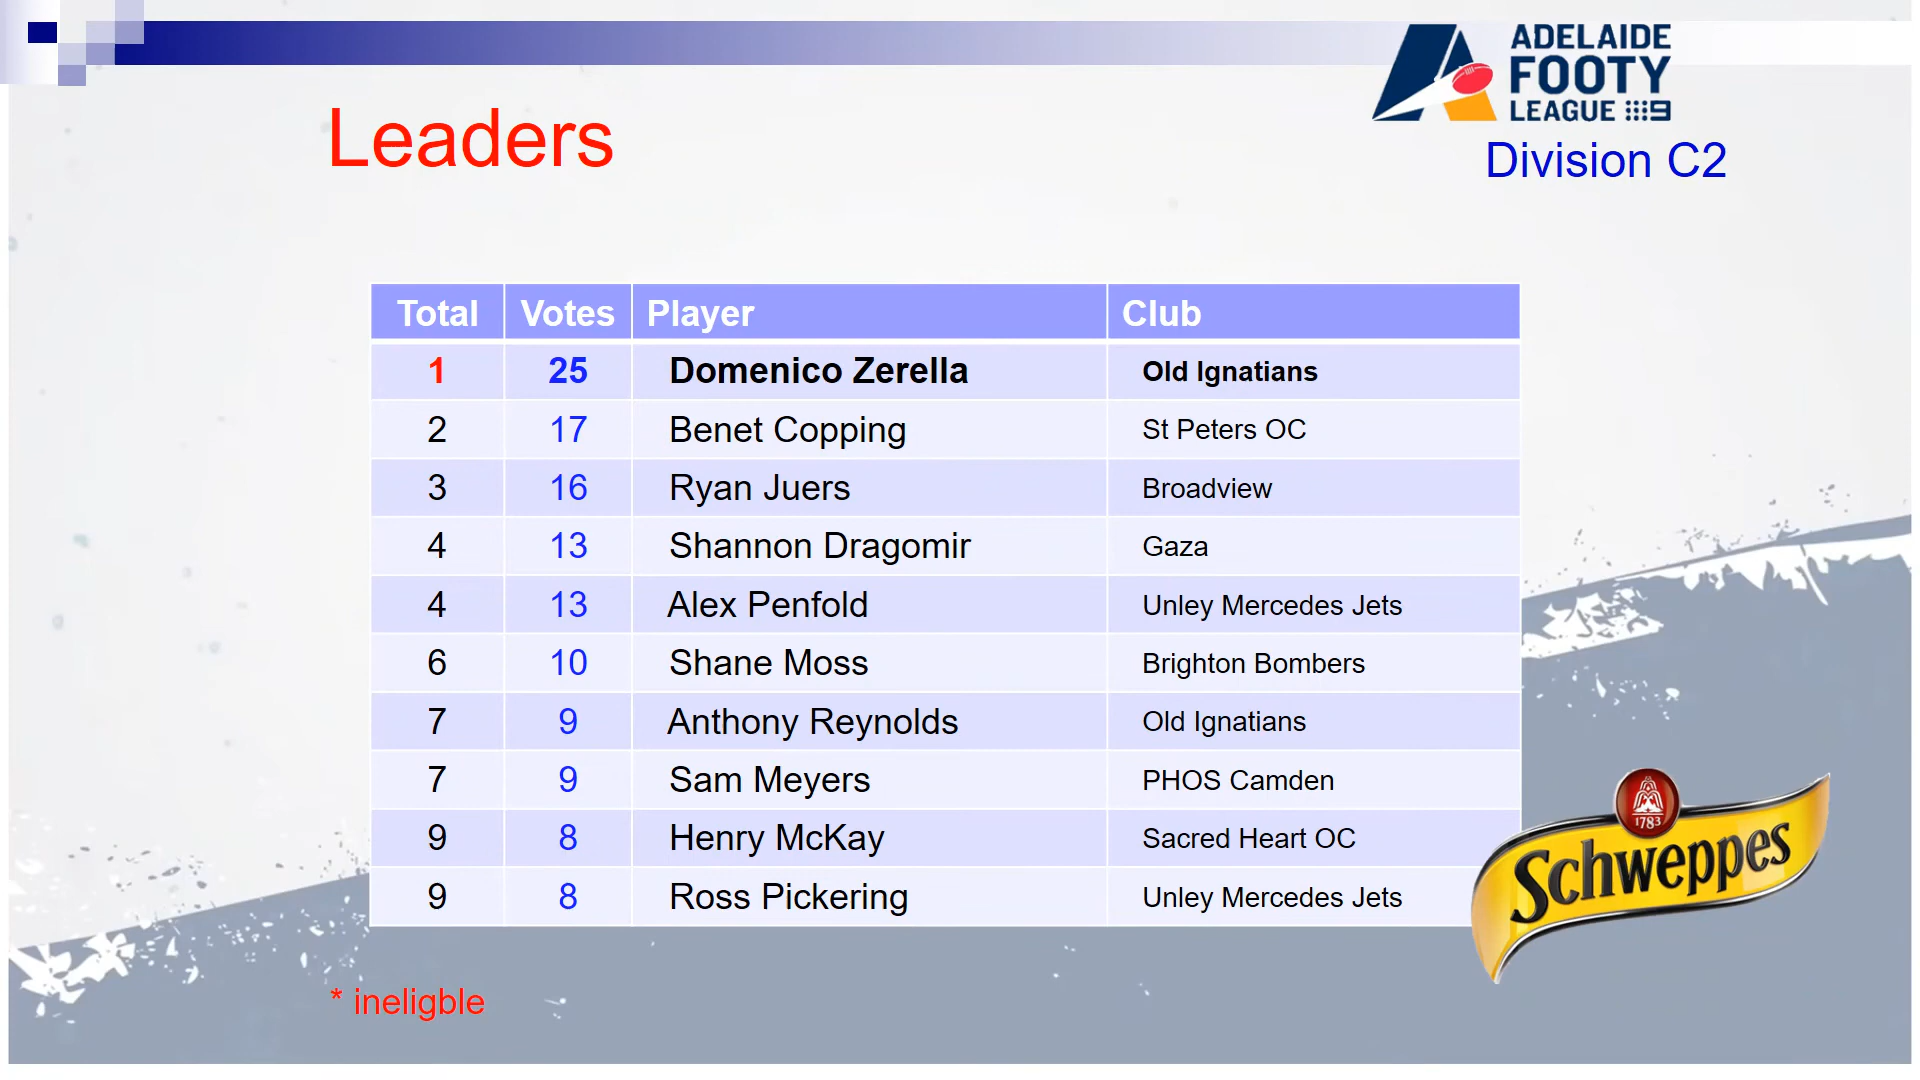 ADELAIDE
FOOTY
LEAGUE 9
Leaders
Division C2
Total Votes Player Club
1 25 Domenico Zerella Old Ignatians
2 17 Benet Copping St Peters OC
3 16 Ryan Juers Broadview
4 13 Shannon Dragomir Gaza
4 13 Alex Penfold Unley Mercedes Jets
6 10 Shane Moss Brighton Bombers
7 9 Anthony Reynolds Old Ignatians
7 9 Sam Meyers PHOS Camden
9 8 Henry McKay Sacred Heart OC
9 8 Ross Pickering Unley Mercedes Jets
1783
Schweppes
* ineligble